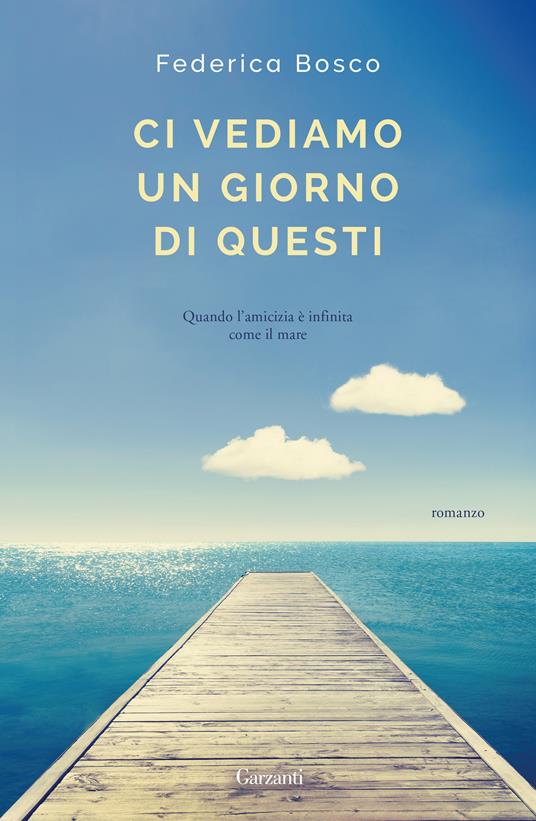 Federica Bosco
CI VEDIAMO
UN GIORNO
DI QUESTI
Quando l'amicizia è infinita
come il mare
romanzo
Garzanti